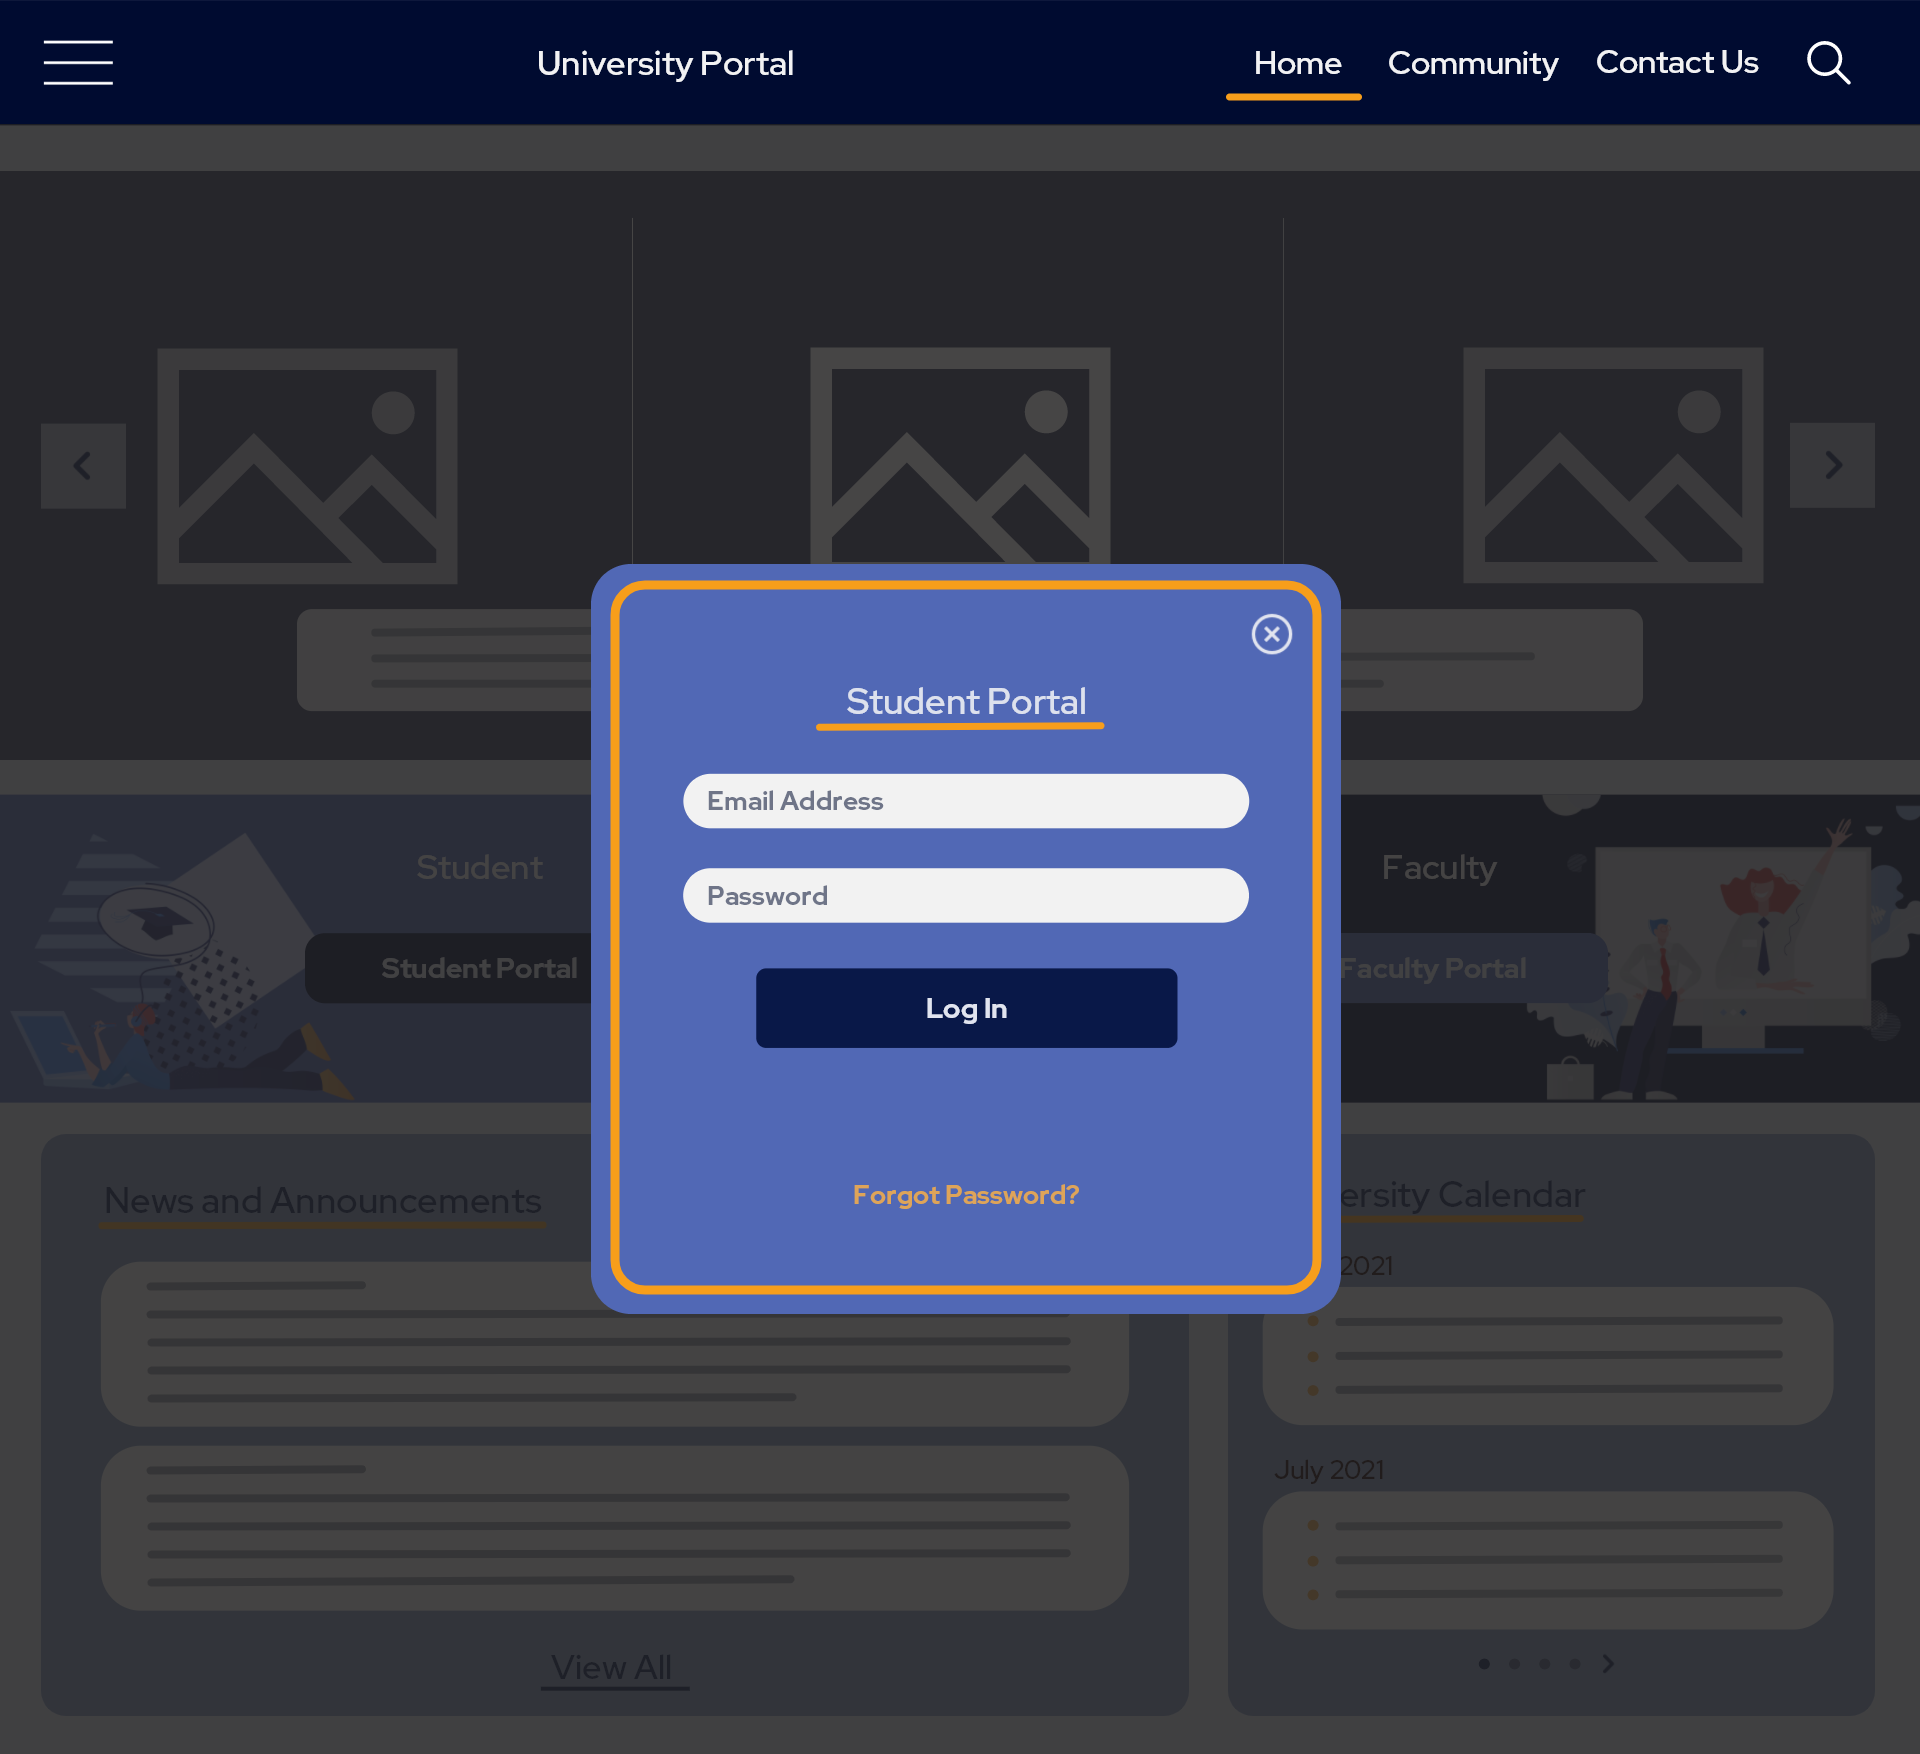 University Portal
Home
Community
Contact Us
Student Portal
Email Address
Password
Log In
Forgot Password?
Student
Student Portal
Faculty
Faculty Portal
News and Announcements
ersity Calendar
2021
July 2021
View All